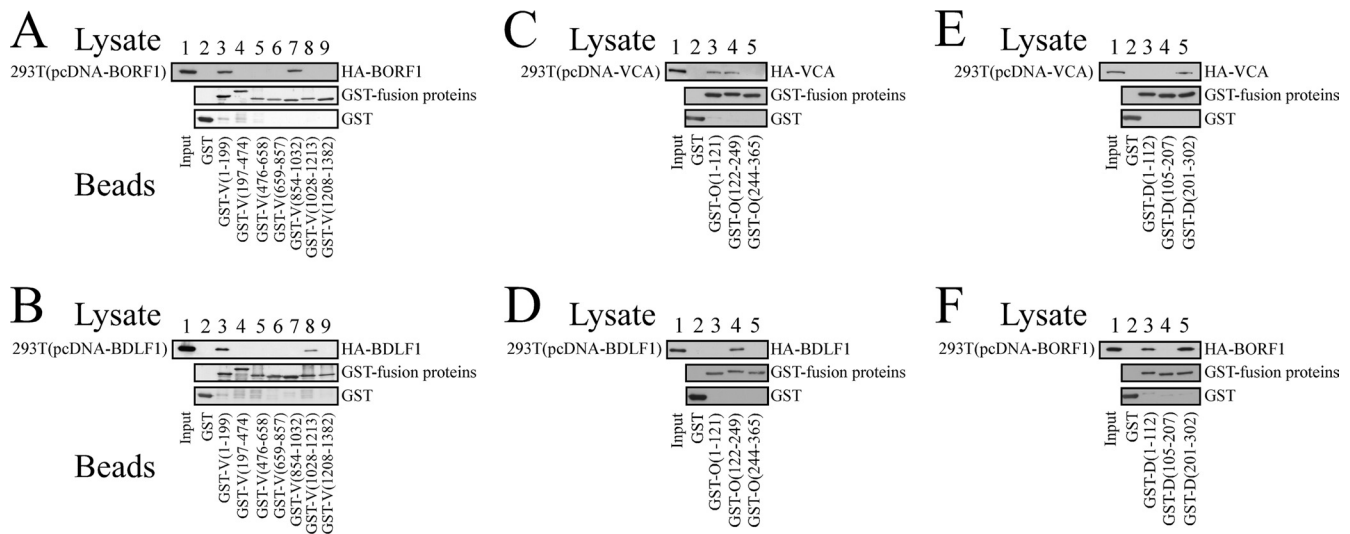 A
Lysate
1 2 3 4 5 6 7 8 9
293T(pcDNA-BORF1)
HA-BORF1
GST-fusion proteins
GST
Beads
Input
GST
GST-V(1-199)
GST-V(197-474)
GST-V(476-658)
GST-V(659-857)
GST-V(854-1032)
GST-V(1028-1213)
GST-V(1208-1382)
B
Lysate
1 2 3 4 5 6 7 8 9
293T(pcDNA-BDLF1)
HA-BDLF1
GST-fusion proteins
GST
Beads
Input
GST
GST-V(1-199)
GST-V(197-474)
GST-V(476-658)
GST-V(659-857)
GST-V(854-1032)
GST-V(1028-1213)
GST-V(1208-1382)
C
Lysate
1 2 3 4 5
293T(pcDNA-VCA)
HA-VCA
GST-fusion proteins
GST
Beads
Input
GST
GST-O(1-121)
GST-O(122-249)
GST-O(244-365)
D
Lysate
1 2 3 4 5
293T(pcDNA-BDLF1)
HA-BDLF1
GST-fusion proteins
GST
Beads
Input
GST
GST-O(1-121)
GST-O(122-249)
GST-O(244-365)
E
Lysate
1 2 3 4 5
293T(pcDNA-VCA)
HA-VCA
GST-fusion proteins
GST
Beads
Input
GST
GST-D(1-112)
GST-D(105-207)
GST-D(201-302)
F
Lysate
1 2 3 4 5
293T(pcDNA-BORF1)
HA-BORF1
GST-fusion proteins
GST
Beads
Input
GST
GST-D(1-112)
GST-D(105-207)
GST-D(201-302)